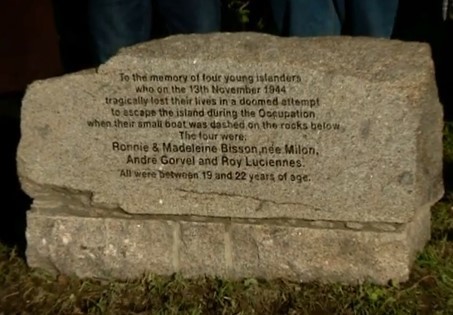 To the memory of four young islanders
who on the 13th November 1944
tragically lost their lives in a doomed attempt
to escape the island during the Occupation
when their small boat was dashed on the rocks below
The four were:
Ronnie & Madeleine Bisson, née Milon,
André Gorvel and Roy Luciennes.
All were between 19 and 22 years of age.